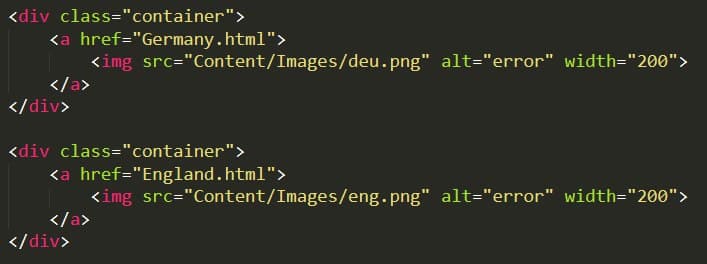 <div class="container">
    <a href="Germany.html">
        <img src="Content/Images/deu.png" alt="error" width="200">
    </a>
</div>

<div class="container">
    <a href="England.html">
        <img src="Content/Images/eng.png" alt="error" width="200">
    </a>
</div>